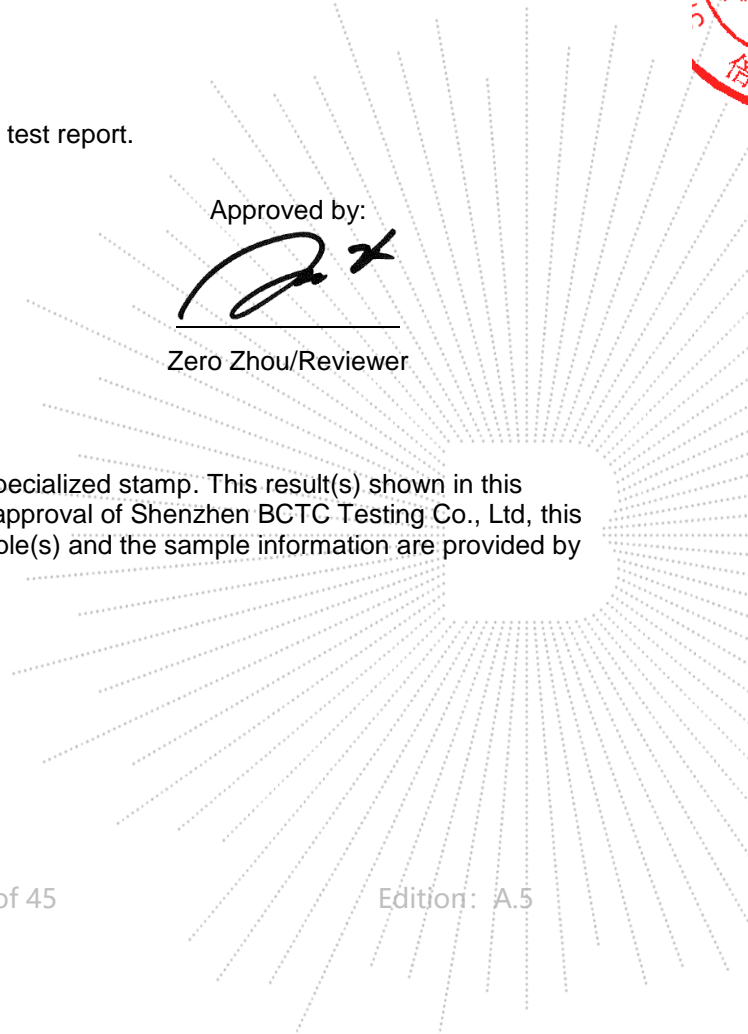 test report.
Approved by:
Zero Zhou/Reviewer
pecialized stamp. This result(s) shown in this
approval of Shenzhen BCTC Testing Co., Ltd, this
ple(s) and the sample information are provided by
of 45 Edition: A.5